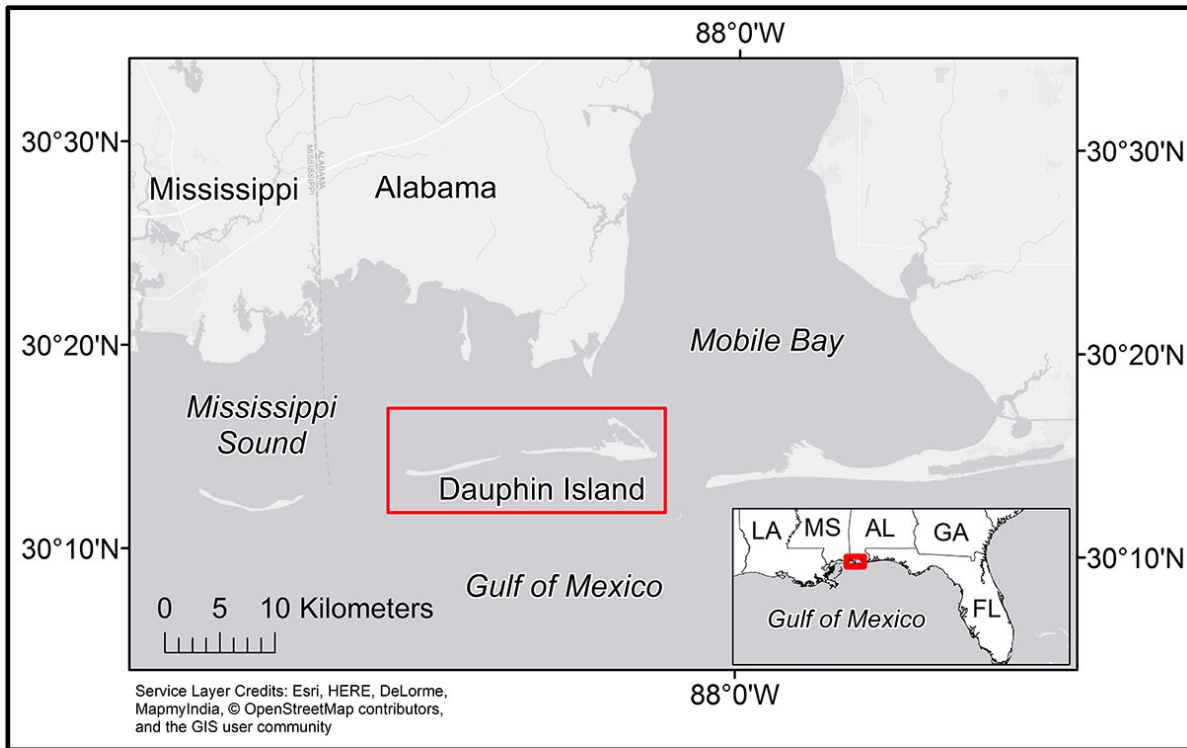 88°0'W
30°30'N
30°30'N
ALABAMA
MISSISSIPPI
Mississippi
Alabama
30°20'N
30°20'N
Mobile Bay
Mississippi
Sound
Dauphin Island
30°10'N
30°10'N
Gulf of Mexico
0 5 10 Kilometers
LA
MS
AL
GA
FL
Gulf of Mexico
88°0'W
Service Layer Credits: Esri, HERE, DeLorme,
MapmyIndia, © OpenStreetMap contributors,
and the GIS user community